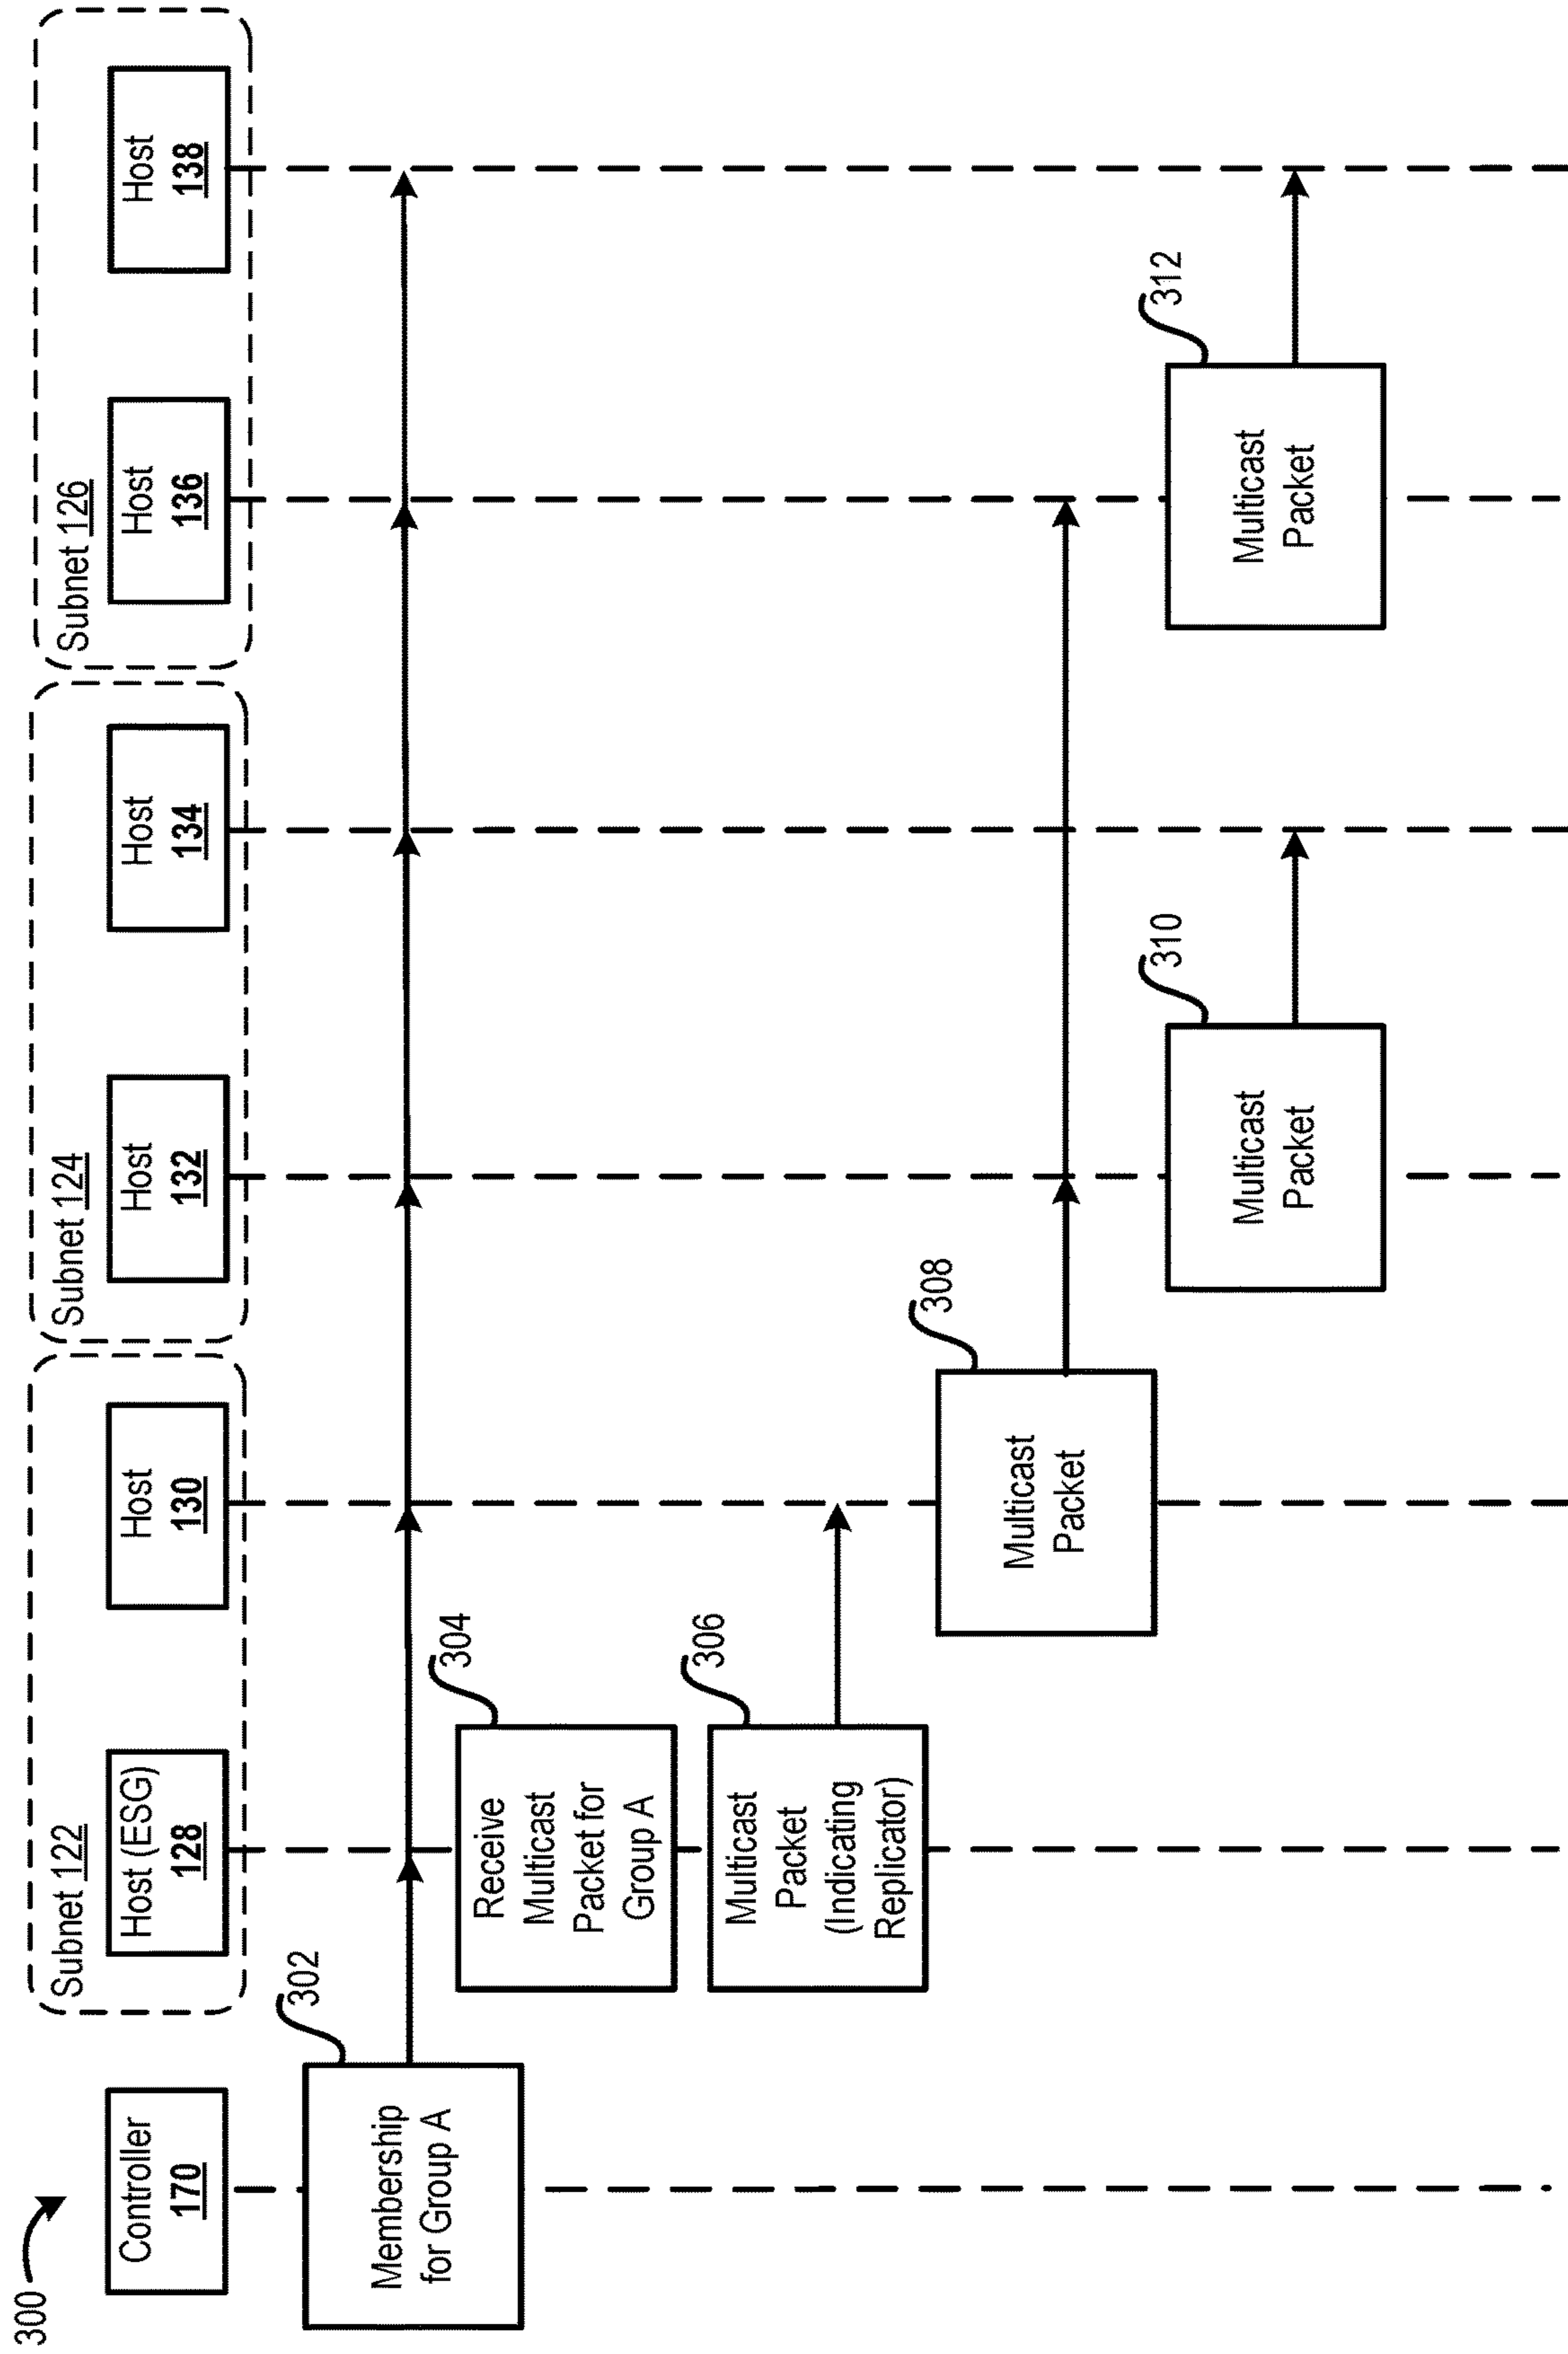 300
Controller
170
Subnet 122
Host (ESG)
128
Host
130
Subnet 124
Host
132
Host
134
Subnet 126
Host
136
Host
138
302
Membership
for Group A
304
Receive
Multicast
Packet for
Group A
306
Multicast
Packet
(Indicating
Replicator)
308
Multicast
Packet
310
Multicast
Packet
312
Multicast
Packet